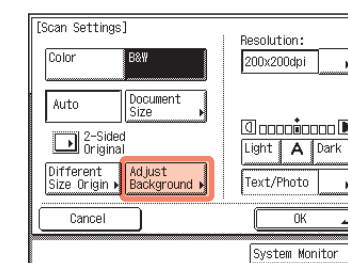 [Scan Settings]
Color
B&W
Auto
Document
Size
2-Sided
Original
Different
Size Origin
Adjust
Background
Cancel
Resolution:
200x200dpi
Light
A
Dark
Text/Photo
OK
System Monitor